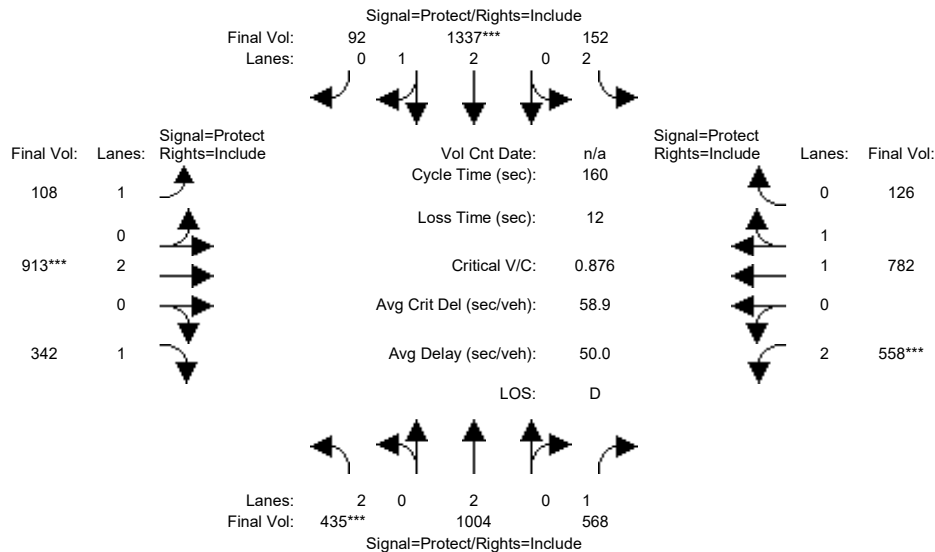 Signal=Protect/Rights=Include
Final Vol: 92 1337*** 152
Lanes: 0 1 2 0 2
Signal=Protect Signal=Protect
Final Vol: Lanes: Rights=Include Vol Cnt Date: n/a Rights=Include Lanes: Final Vol:
Cycle Time (sec): 160
108 1 0 126
Loss Time (sec): 12
0 1
913*** 2 Critical V/C: 0.876 1 782
0 Avg Crit Del (sec/veh): 58.9 0
342 1 Avg Delay (sec/veh): 50.0 2 558***
LOS: D
Lanes: 2 0 2 0 1
Final Vol: 435*** 1004 568
Signal=Protect/Rights=Include